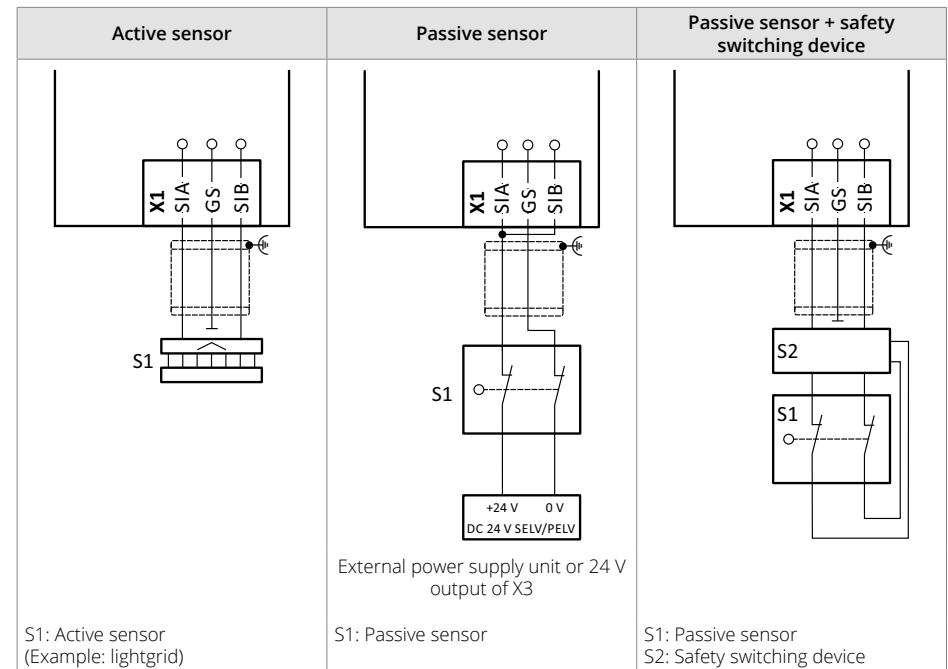 Active sensor
Passive sensor
Passive sensor + safety
switching device
X1
SIA
GS
SIB
S1
X1
SIA
GS
SIB
S1
+24 V 0 V
DC 24 V SELV/PELV
External power supply unit or 24 V
output of X3
X1
SIA
GS
SIB
S2
S1
S1: Active sensor
(Example: lightgrid)
S1: Passive sensor
S1: Passive sensor
S2: Safety switching device